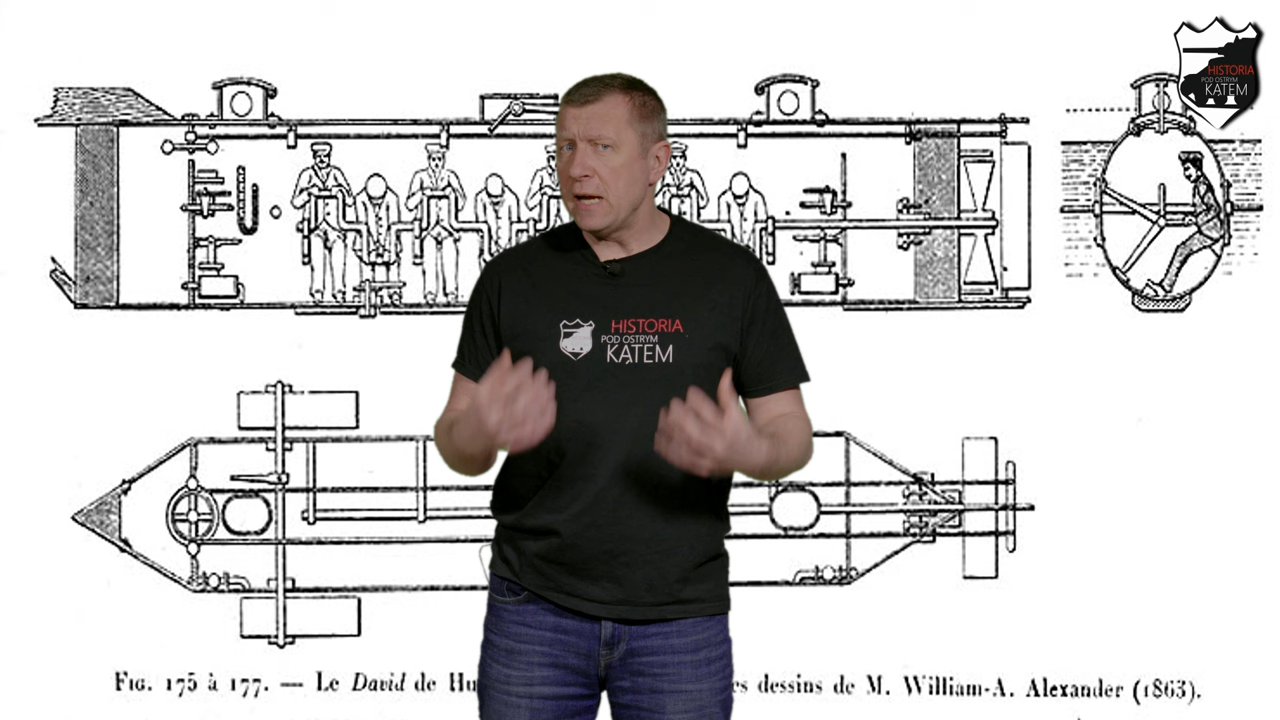 HISTORIA
POD OSTRYM
KĄTEM
HISTORIA
POD OSTRYM
KĄTEM
Fig. 175 à 177. — Le David de Hu
dessins de M. William-A. Alexander (1863).